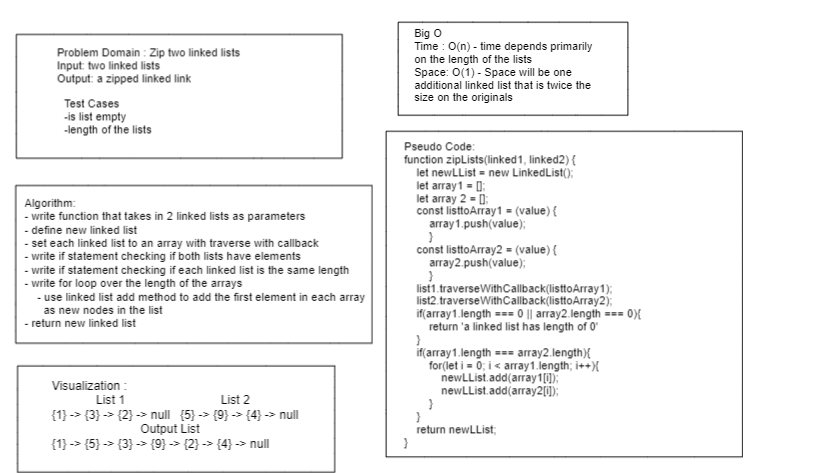 Problem Domain : Zip two linked lists
Input: two linked lists
Output: a zipped linked link
Test Cases
-is list empty
-length of the lists
Big O
Time : O(n) - time depends primarily
on the length of the lists
Space: O(1) - Space will be one
additional linked list that is twice the
size on the originals
Algorithm:
- write function that takes in 2 linked lists as parameters
- define new linked list
- set each linked list to an array with traverse with callback
- write if statement checking if both lists have elements
- write if statement checking if each linked list is the same length
- write for loop over the length of the arrays
- use linked list add method to add the first element in each array
as new nodes in the list
- return new linked list
Pseudo Code:
function zipLists(linked1, linked2) {
let newLList = new LinkedList();
let array1 = [];
let array 2 = [];
const listtoArray1 = (value) {
array1.push(value);
}
const listtoArray2 = (value) {
array2.push(value);
}
list1.traverseWithCallback(listtoArray1);
list2.traverseWithCallback(listtoArray2);
if(array1.length === 0 || array2.length === 0){
return 'a linked list has length of 0'
}
if(array1.length === array2.length){
for(let i = 0; i < array1.length; i++){
newLList.add(array1[i]);
newLList.add(array2[i]);
}
}
return newLList;
}
Visualization :
List 1 List 2
{1} -> {3} -> {2} -> null {5} -> {9} -> {4} -> null
Output List
{1} -> {5} -> {3} -> {9} -> {2} -> {4} -> null